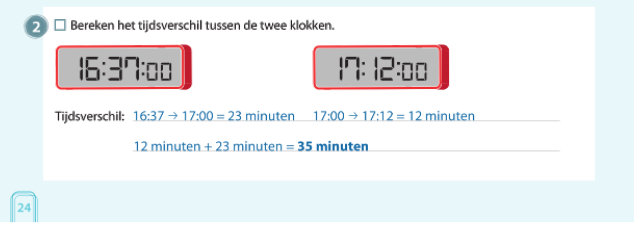 2 Bereken het tijdsverschil tussen de twee klokken.
16:37:00 17:12:00
Tijdsverschil: 16:37 → 17:00 = 23 minuten 17:00 → 17:12 = 12 minuten
12 minuten + 23 minuten = 35 minuten
24